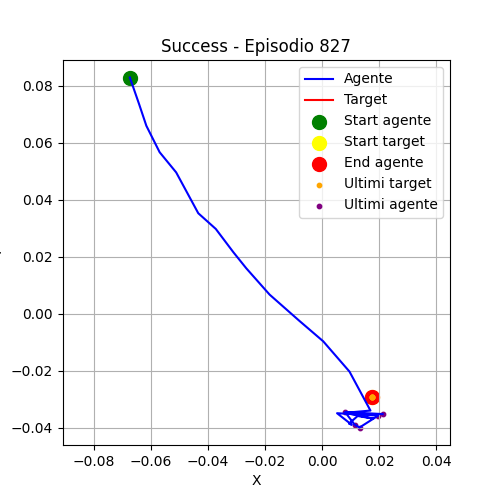 Success - Episodio 827
Agente
Target
Start agente
Start target
End agente
Ultimi target
Ultimi agente
0.08
0.06
0.04
0.02
0.00
−0.02
−0.04
−0.08 −0.06 −0.04 −0.02 0.00 0.02 0.04
X